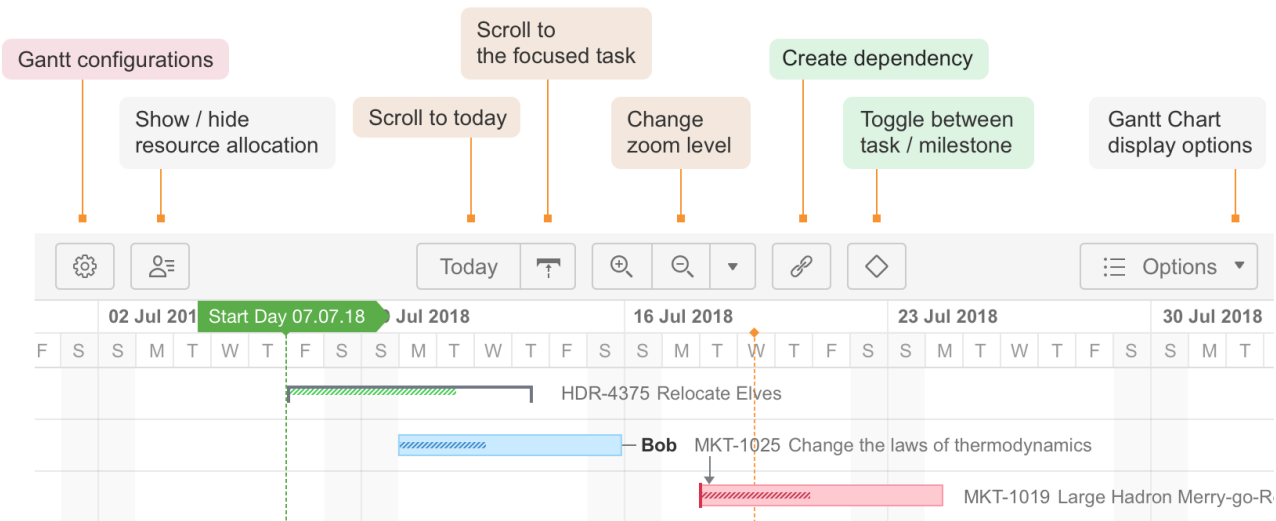 Scroll to
the focused task
Gantt configurations
Create dependency
Show / hide
resource allocation
Scroll to today
Change
zoom level
Toggle between
task / milestone
Gantt Chart
display options
Today
Options
02 Jul 201
Start Day 07.07.18
Jul 2018
16 Jul 2018
23 Jul 2018
30 Jul 2018
F S S M T W T F S S M T W T F S S M T W T F S S M T W T F S S M T
HDR-4375 Relocate Elves
Bob MKT-1025 Change the laws of thermodynamics
MKT-1019 Large Hadron Merry-go-R